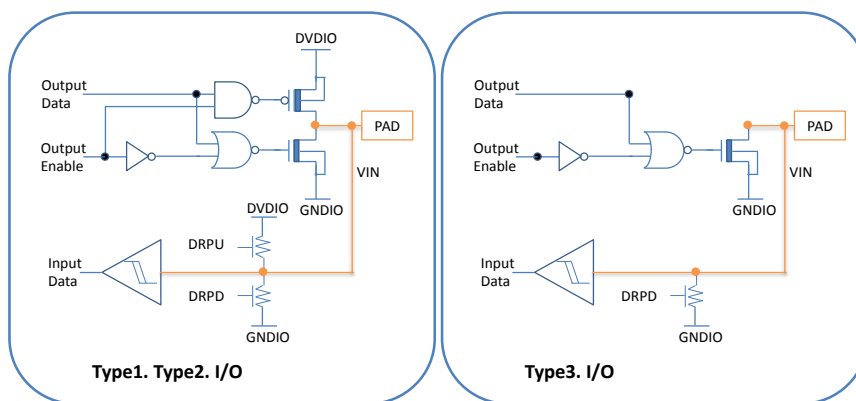 DVDIO
Output
Data
PAD
Output
Enable
VIN
GNDIO
DVDIO
DRPU
Input
Data
DRPD
GNDIO
Type1. Type2. I/O
Output
Data
PAD
Output
Enable
VIN
GNDIO
Input
Data
DRPD
GNDIO
Type3. I/O